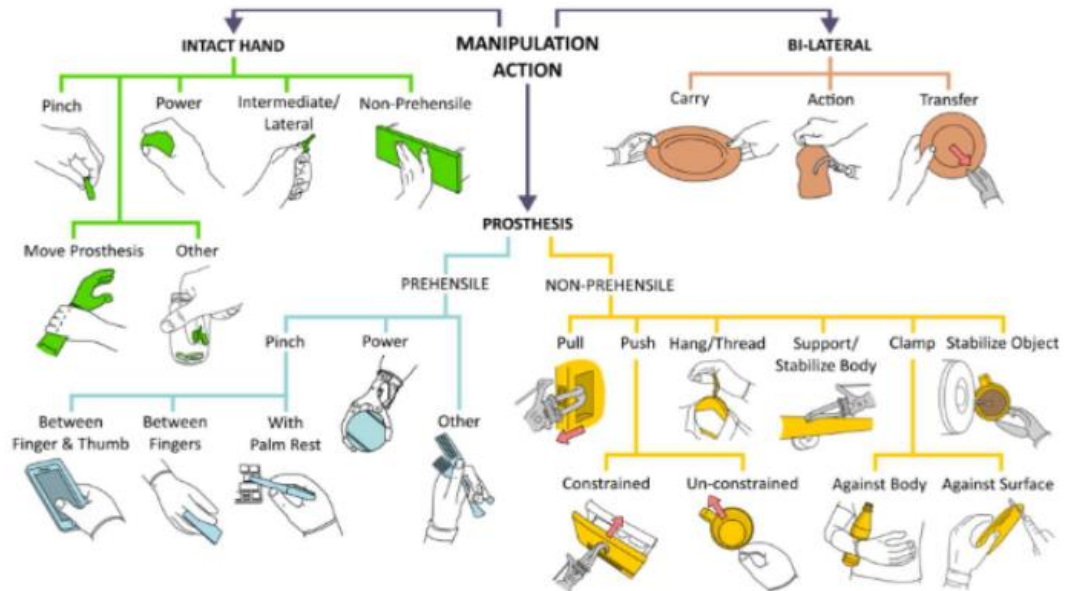 MANIPULATION
ACTION
INTACT HAND
Pinch
Power
Intermediate/
Lateral
Non-Prehensile
Move Prosthesis
Other
BI-LATERAL
Carry
Action
Transfer
PROSTHESIS
PREHENSILE
Pinch
Power
Other
Between
Finger & Thumb
Between
Fingers
With
Palm Rest
NON-PREHENSILE
Pull
Push
Hang/Thread
Support/
Stabilize Body
Clamp
Stabilize Object
Constrained
Un-constrained
Against Body
Against Surface